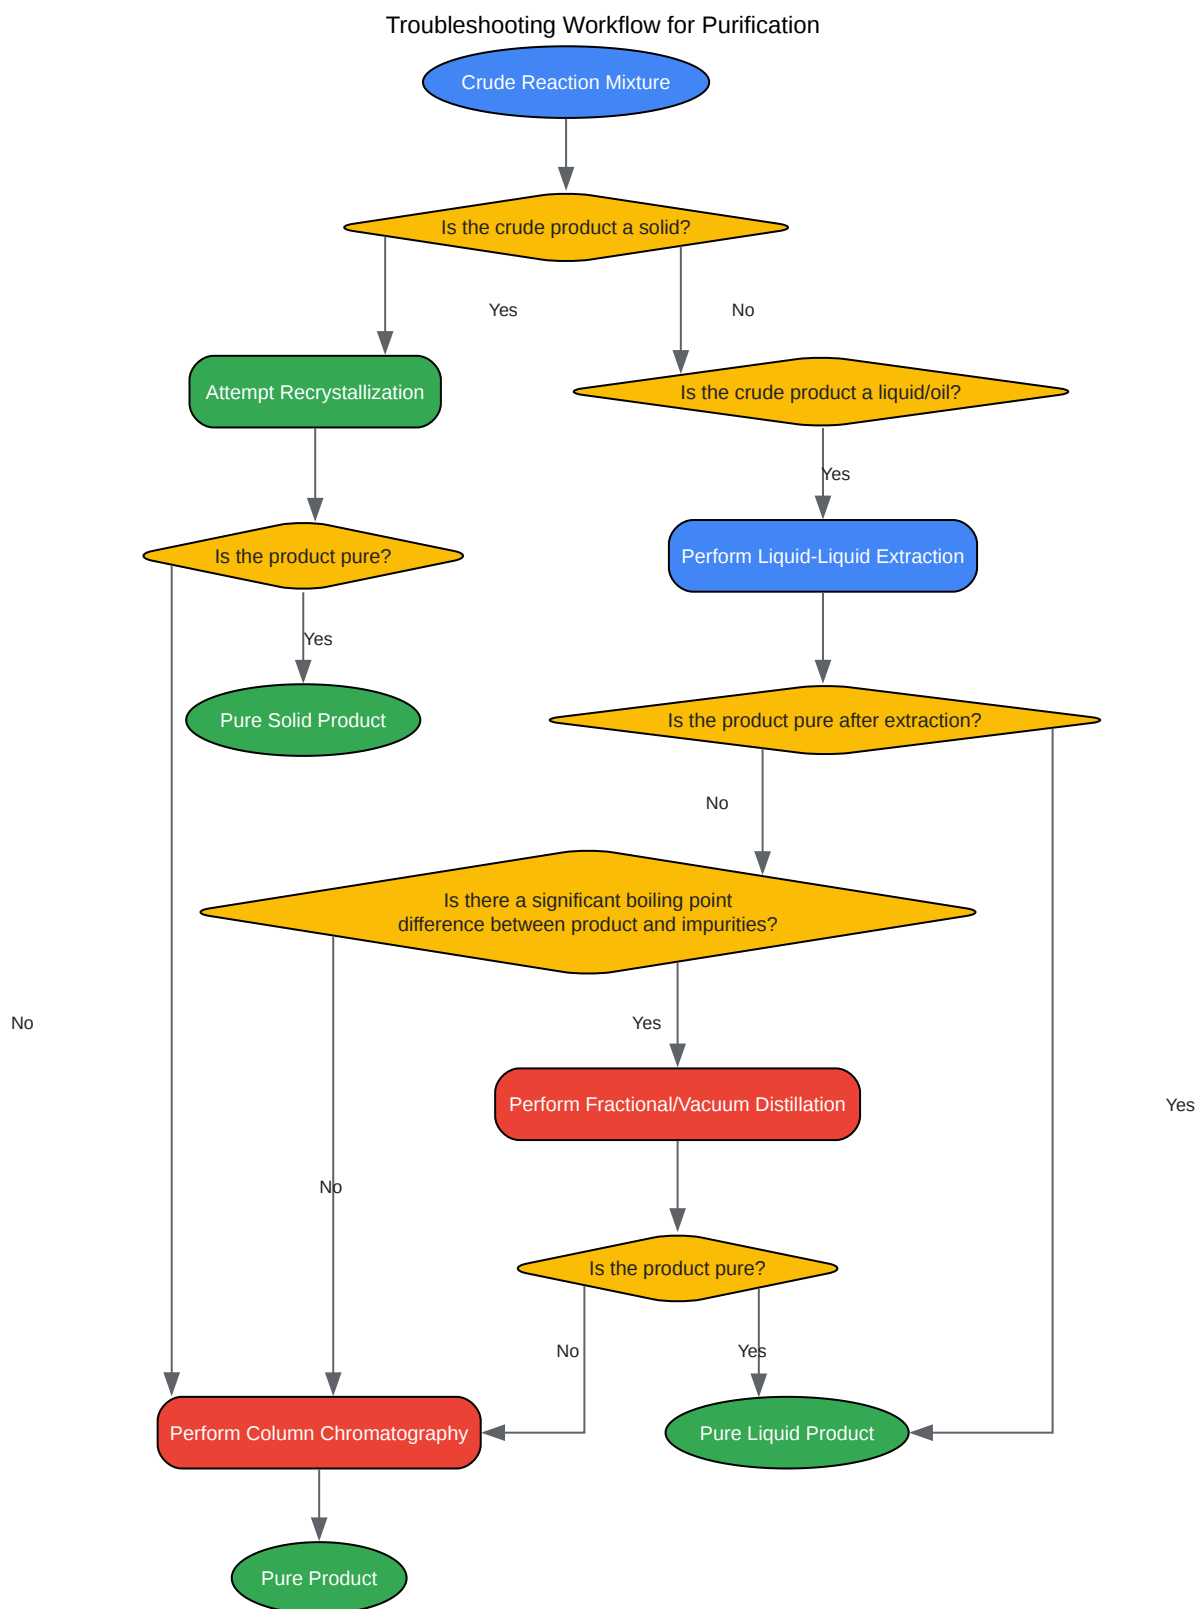 Troubleshooting Workflow for Purification
Crude Reaction Mixture
Is the crude product a solid?
Yes
No
Attempt Recrystallization
Is the crude product a liquid/oil?
Yes
Is the product pure?
Perform Liquid-Liquid Extraction
Yes
Pure Solid Product
Is the product pure after extraction?
No
Is there a significant boiling point
difference between product and impurities?
No
Yes
Perform Fractional/Vacuum Distillation
Yes
No
Is the product pure?
No
Yes
Perform Column Chromatography
Pure Liquid Product
Pure Product